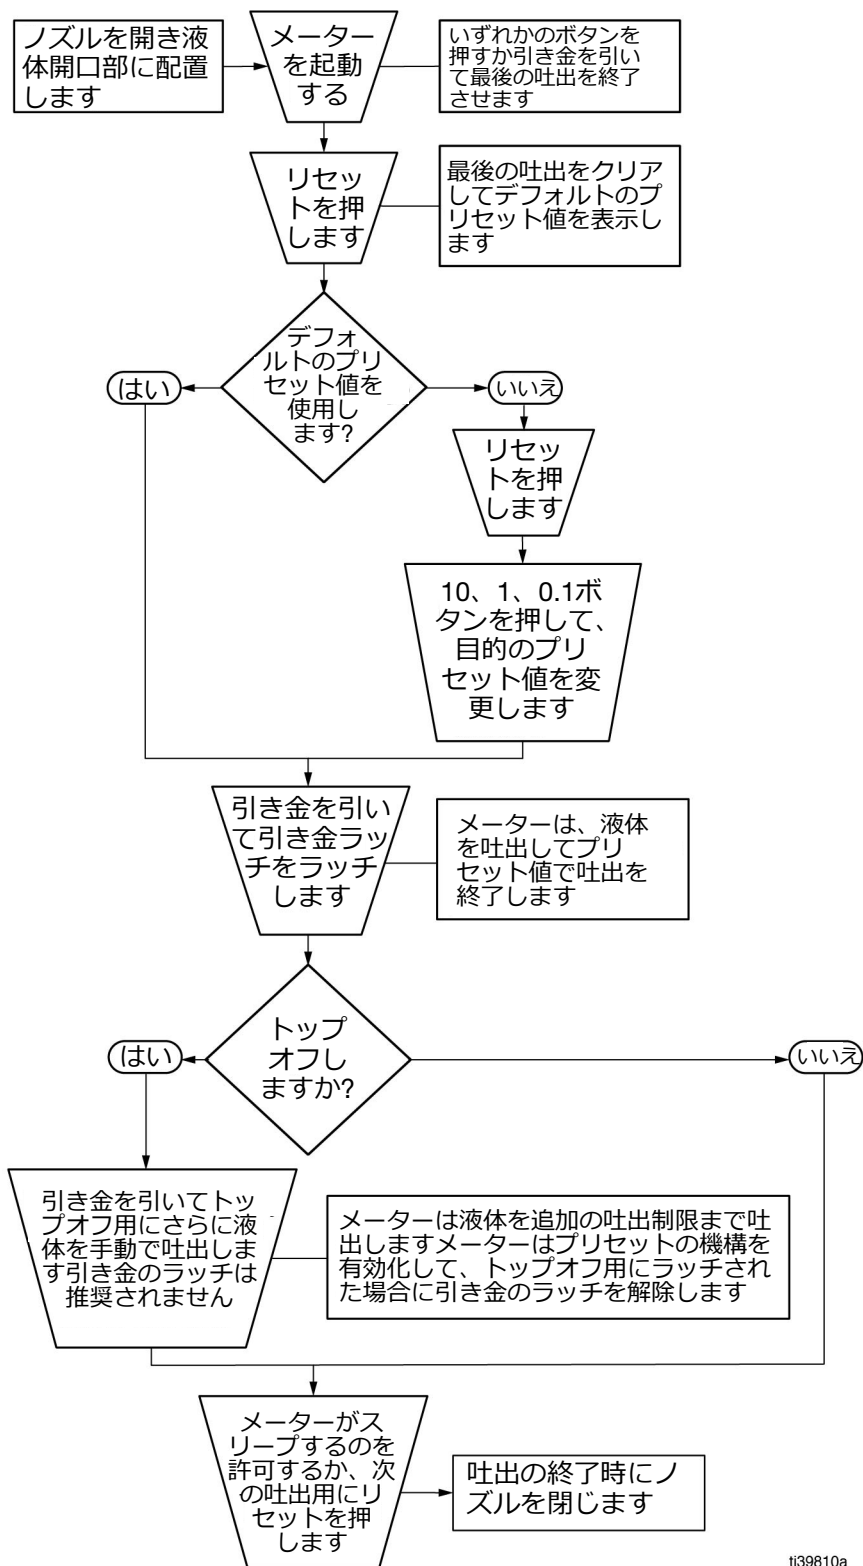 ノズルを開き液
体開口部に配置
します
メーター
を起動
する
いずれかのボタンを
押すか引き金を引い
て最後の吐出を終了
させます
リセッ
トを押
します
最後の吐出をクリア
してデフォルトのプ
リセット値を表示し
ます
デフォ
ルトのプリ
セット値を
使用し
ます?
はい
いいえ
リセッ
トを押
します
10、1、0.1ボ
タンを押して、
目的のプリ
セット値を変
更します
引き金を引い
て引き金ラッ
チをラッチ
します
メーターは、液体
を吐出してプリ
セット値で吐出を
終了します
トップ
オフし
ますか?
はい
いいえ
引き金を引いてトッ
プオフ用にさらに液
体を手動で吐出しま
す引き金のラッチは
推奨されません
メーターは液体を追加の吐出制限まで吐
出しますメーターはプリセットの機構を
有効化して、トップオフ用にラッチされ
た場合に引き金のラッチを解除します
メーターがス
リープするのを
許可するか、次
の吐出用にリ
セットを押
します
吐出の終了時にノ
ズルを閉じます
ti39810a